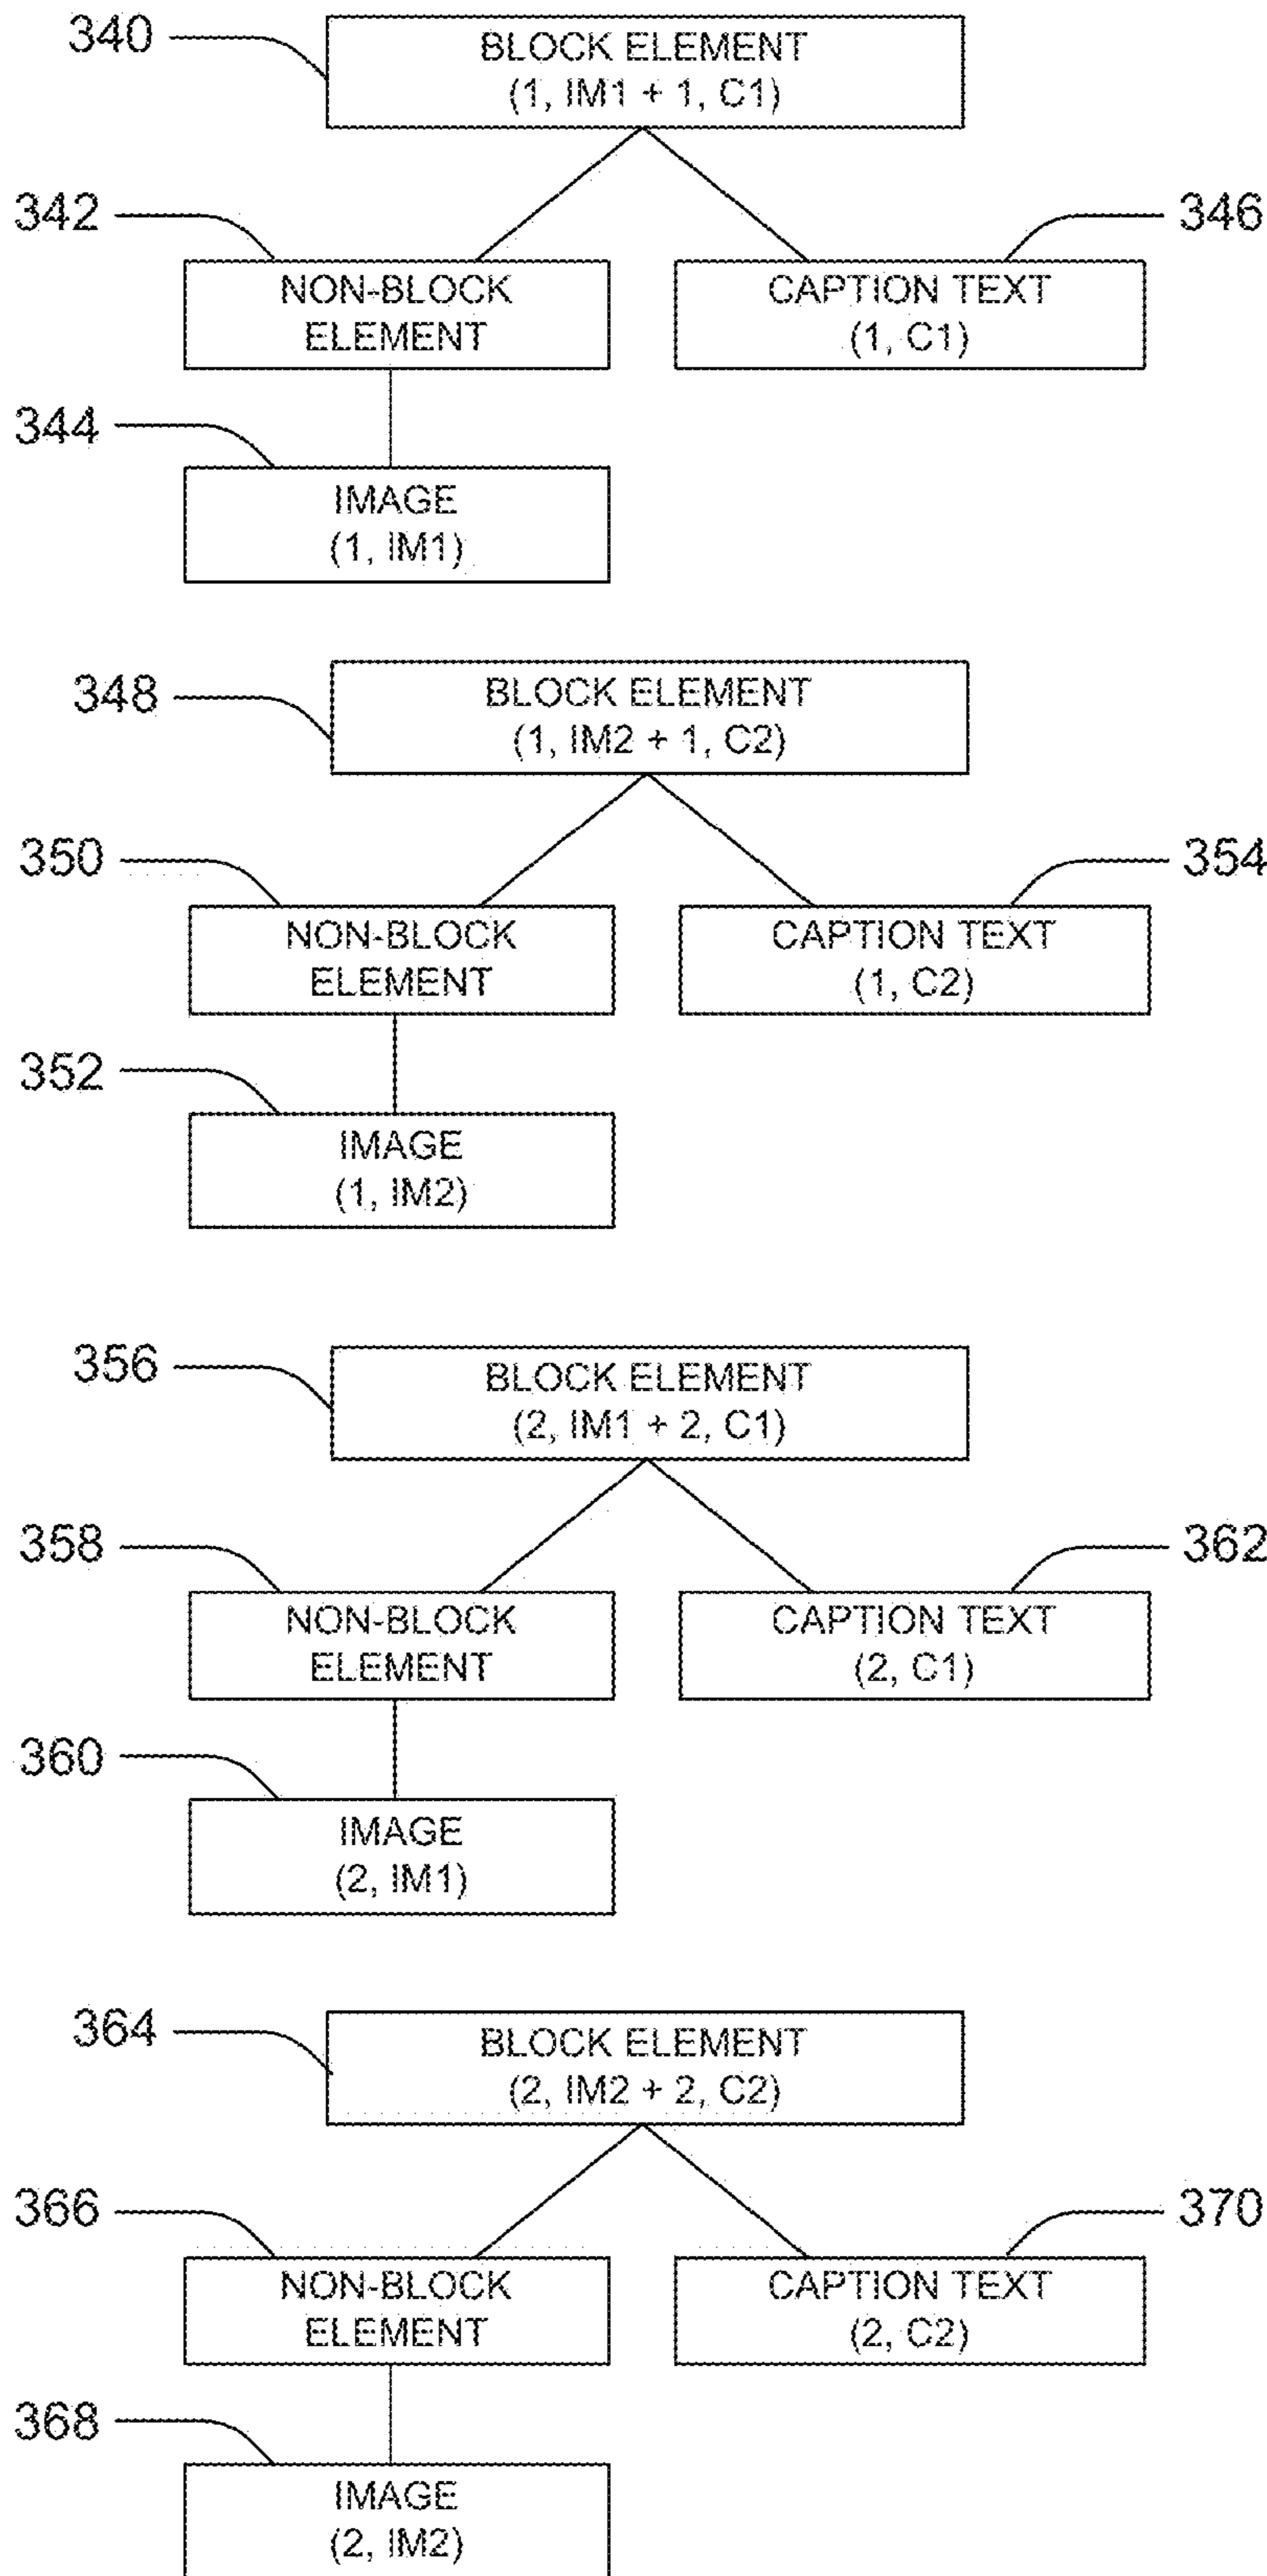 340
BLOCK ELEMENT
(1, IM1 + 1, C1)
342
346
NON-BLOCK
ELEMENT
CAPTION TEXT
(1, C1)
344
IMAGE
(1, IM1)
348
BLOCK ELEMENT
(1, IM2 + 1, C2)
350
354
NON-BLOCK
ELEMENT
CAPTION TEXT
(1, C2)
352
IMAGE
(1, IM2)
356
BLOCK ELEMENT
(2, IM1 + 2, C1)
358
362
NON-BLOCK
ELEMENT
CAPTION TEXT
(2, C1)
360
IMAGE
(2, IM1)
364
BLOCK ELEMENT
(2, IM2 + 2, C2)
366
370
NON-BLOCK
ELEMENT
CAPTION TEXT
(2, C2)
368
IMAGE
(2, IM2)